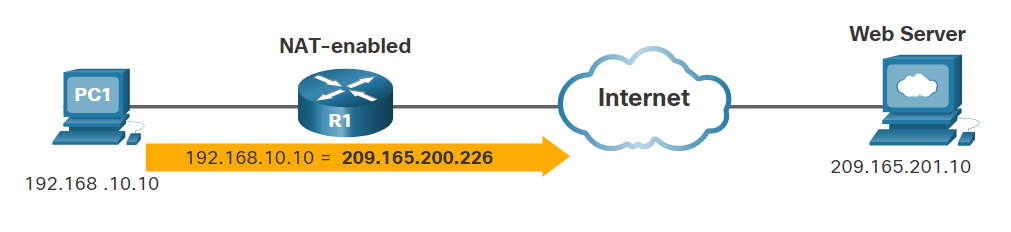 Web Server
NAT-enabled
PC1
R1
Internet
192.168.10.10 = 209.165.200.226
192.168 .10.10
209.165.201.10